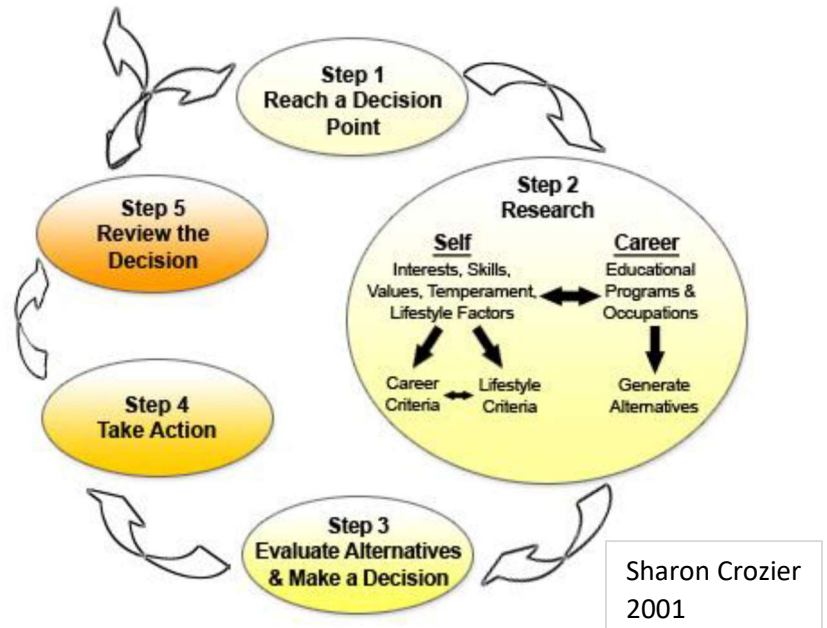 Step 1
Reach a Decision
Point
Step 2
Research
Self
Interests, Skills,
Values, Temperament,
Lifestyle Factors
Career
Educational
Programs &
Occupations
Career
Criteria
Lifestyle
Criteria
Generate
Alternatives
Step 3
Evaluate Alternatives
& Make a Decision
Step 4
Take Action
Step 5
Review the
Decision
Sharon Crozier
2001